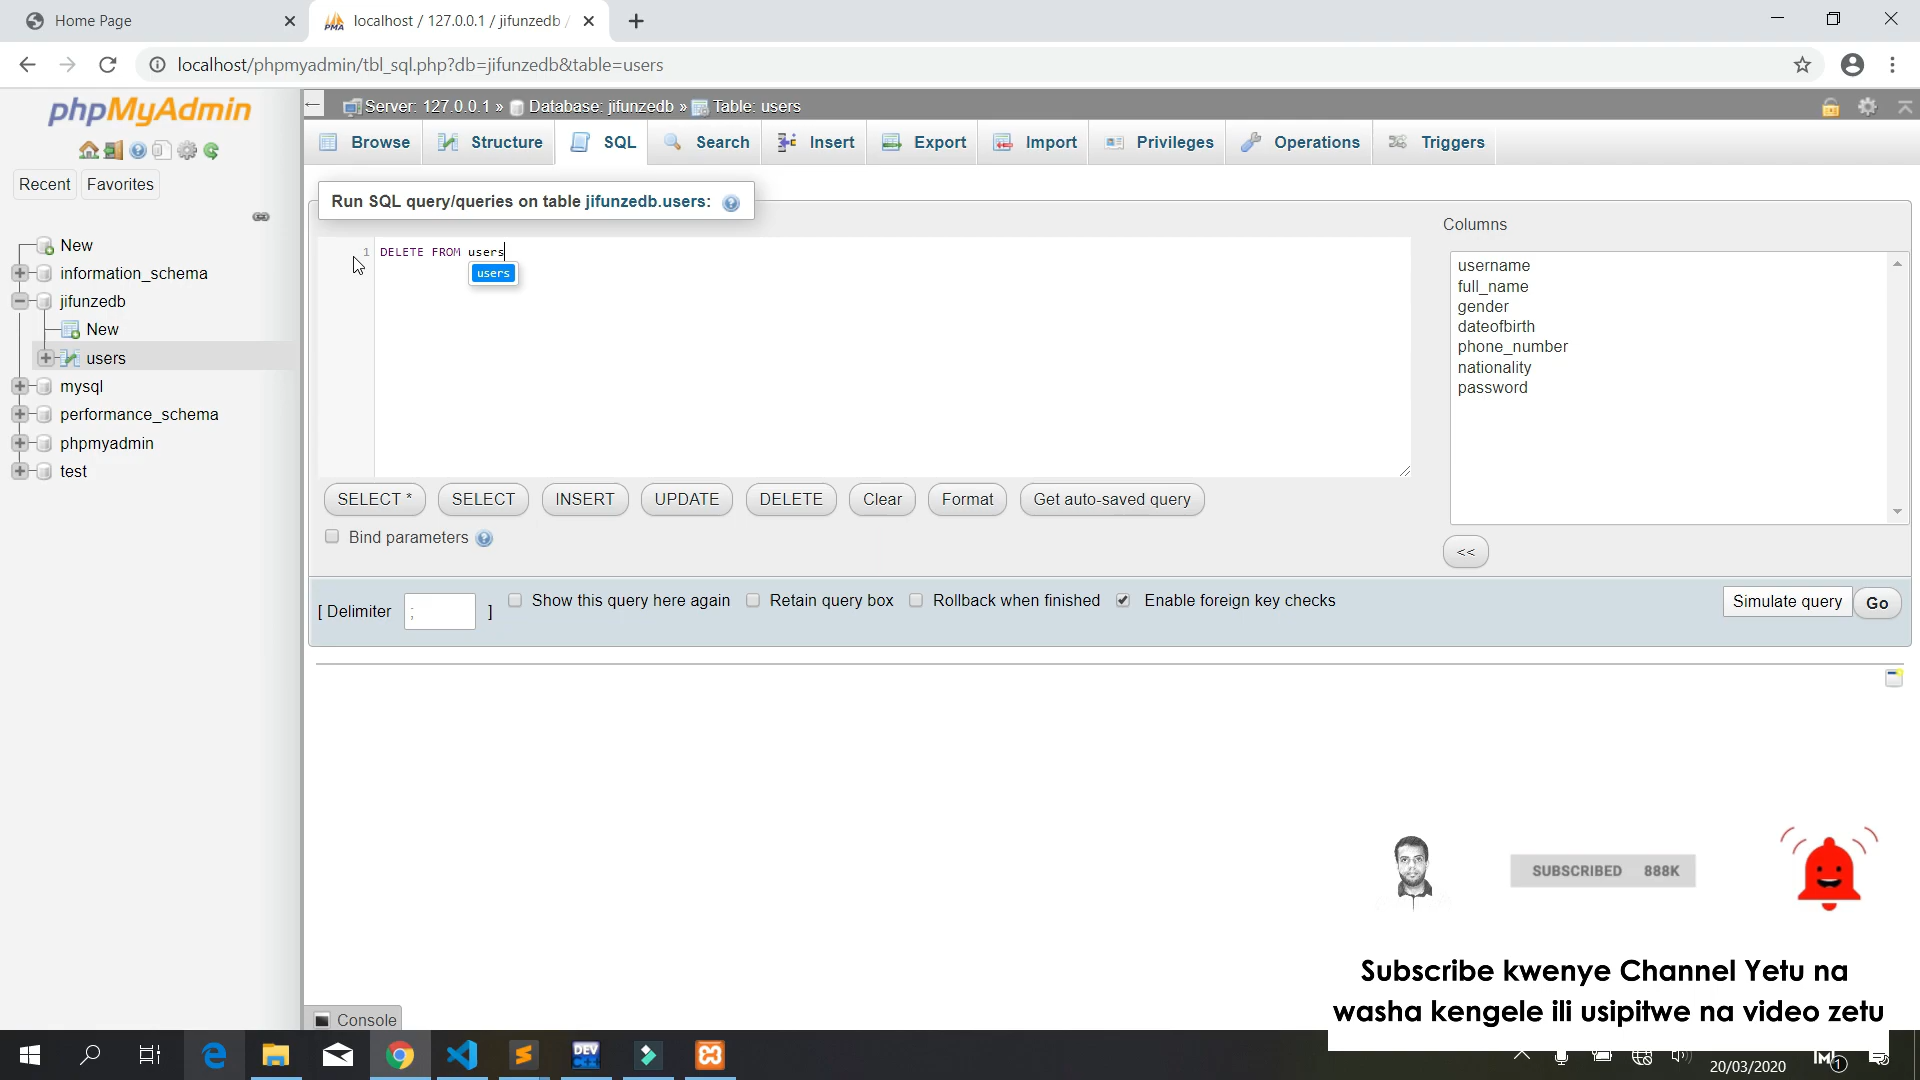 Home Page
localhost / 127.0.0.1 / jifunzedb /
localhost/phpmyadmin/tbl_sql.php?db=jifunzedb&table=users
phpMyAdmin
Recent
Favorites
New
information_schema
jifunzedb
New
users
mysql
performance_schema
phpmyadmin
test
Server: 127.0.0.1 » Database: jifunzedb » Table: users
Browse
Structure
SQL
Search
Insert
Export
Import
Privileges
Operations
Triggers
Run SQL query/queries on table jifunzedb.users:
1 DELETE FROM users
users
Columns
username
full_name
gender
dateofbirth
phone_number
nationality
password
SELECT *
SELECT
INSERT
UPDATE
DELETE
Clear
Format
Get auto-saved query
<<
Bind parameters
[ Delimiter ; ]
Show this query here again
Retain query box
Rollback when finished
Enable foreign key checks
Simulate query
Go
SUBSCRIBED 888K
Subscribe kwenye Channel Yetu na
washa kengele ili usipitwe na video zetu
Console
DEV
20/03/2020
1